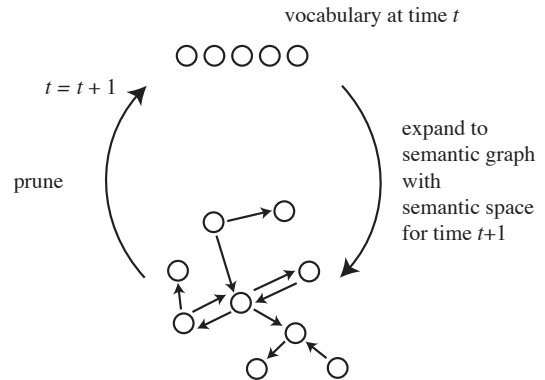 vocabulary at time t
t = t + 1
expand to
semantic graph
with
semantic space
for time t+1
prune